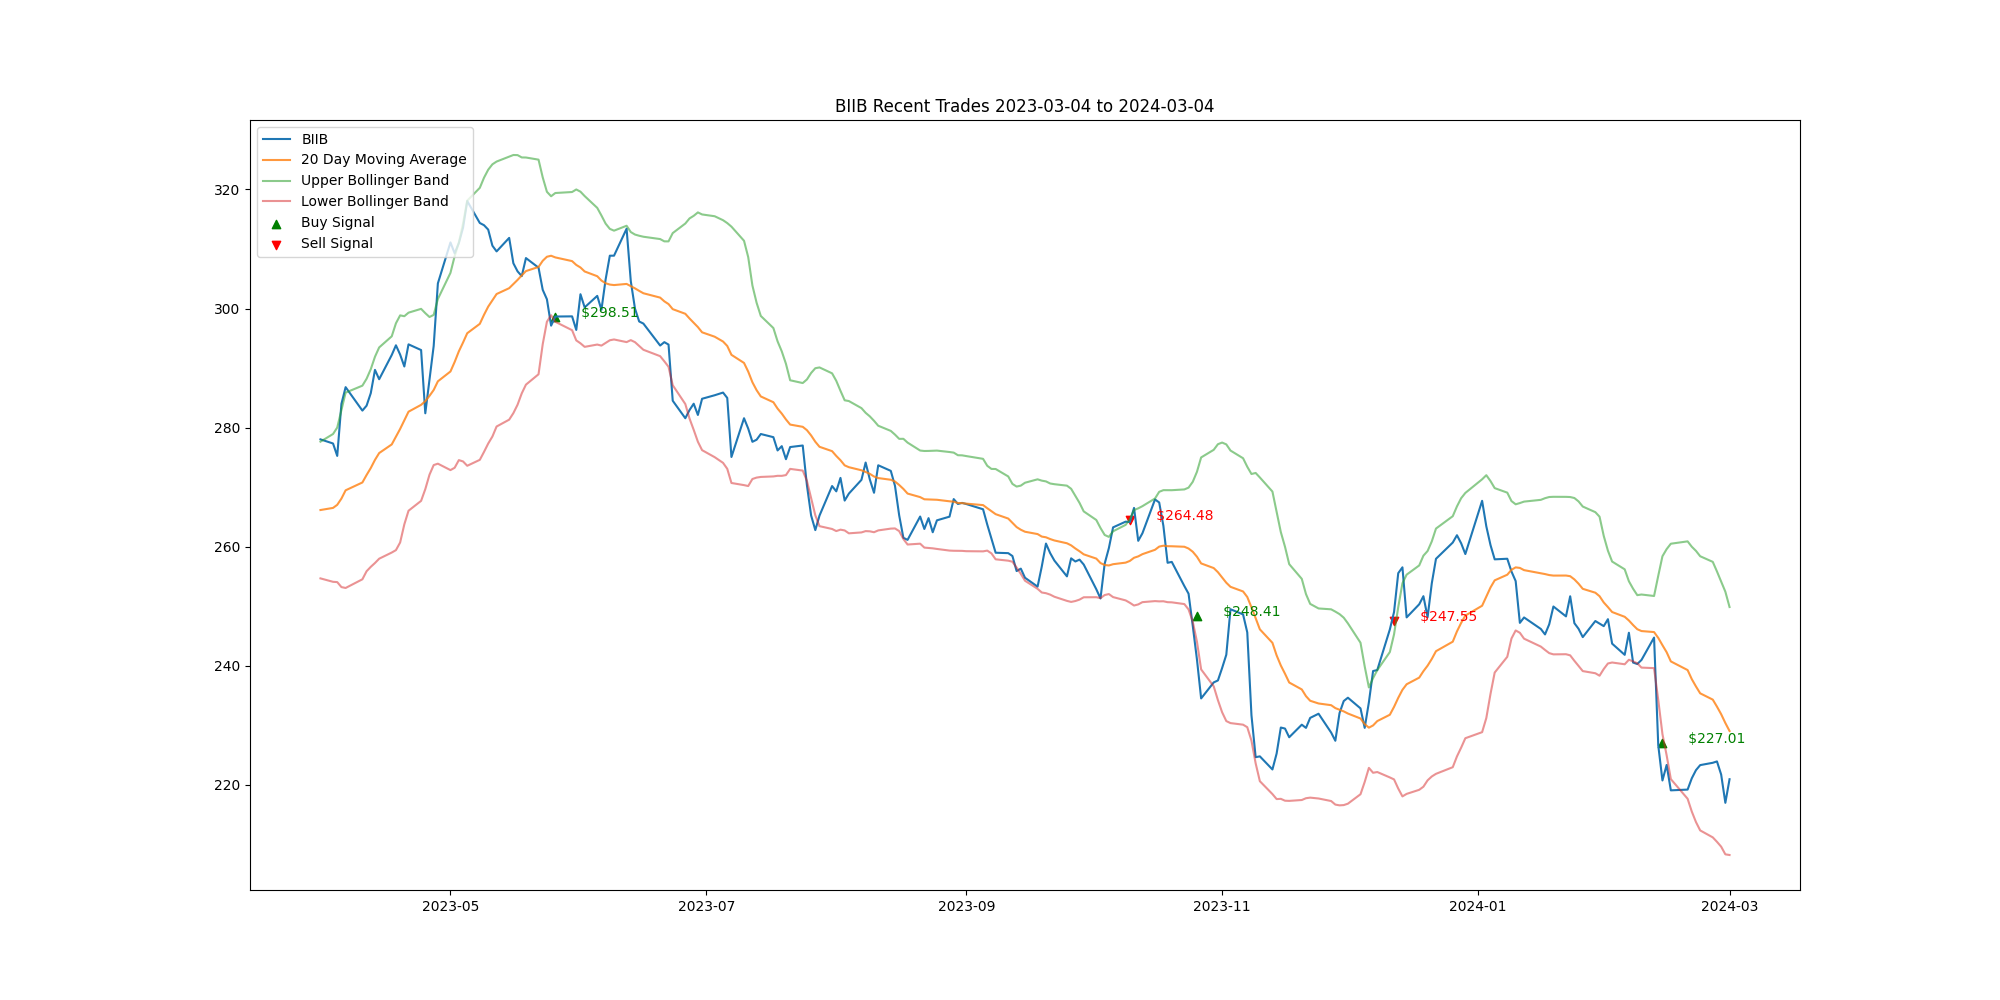 BIIB Recent Trades 2023-03-04 to 2024-03-04
BIIB
20 Day Moving Average
Upper Bollinger Band
Lower Bollinger Band
Buy Signal
Sell Signal
320
300
280
260
240
220
$298.51
$264.48
$248.41
$247.55
$227.01
2023-05
2023-07
2023-09
2023-11
2024-01
2024-03